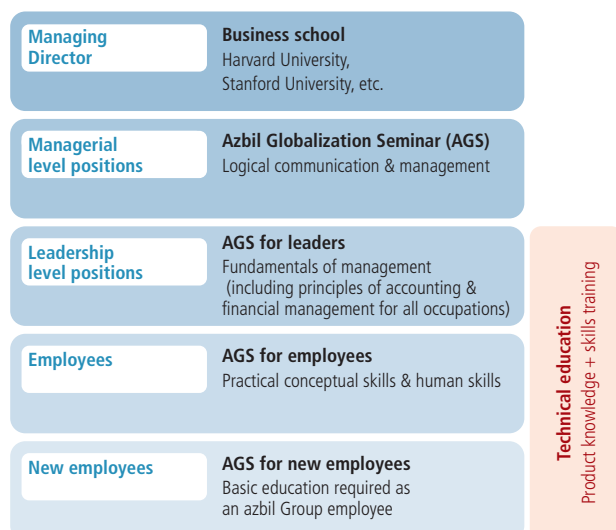 Managing
Director
Business school
Harvard University,
Stanford University, etc.
Managerial
level positions
Azbil Globalization Seminar (AGS)
Logical communication & management
Leadership
level positions
AGS for leaders
Fundamentals of management
(including principles of accounting &
financial management for all occupations)
Employees
AGS for employees
Practical conceptual skills & human skills
New employees
AGS for new employees
Basic education required as
an azbil Group employee
Technical education
Product knowledge + skills training